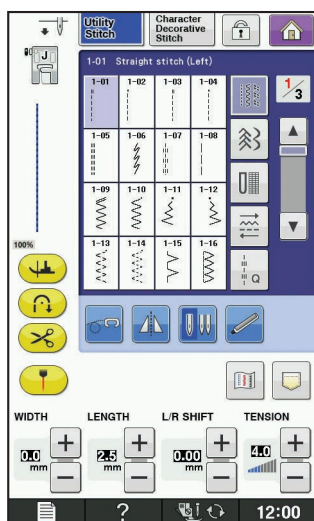 Utility Stitch
Character Decorative Stitch
J
1-01 Straight stitch (Left)
1-01 1-02 1-03 1-04
1/3
1-05 1-06 1-07 1-08
1-09 1-10 1-11 1-12
1-13 1-14 1-15 1-16
Q
100%
WIDTH LENGTH L/R SHIFT TENSION
0.0 mm + − 2.5 mm + − 0.00 mm + − 4.0 + −
? 12:00